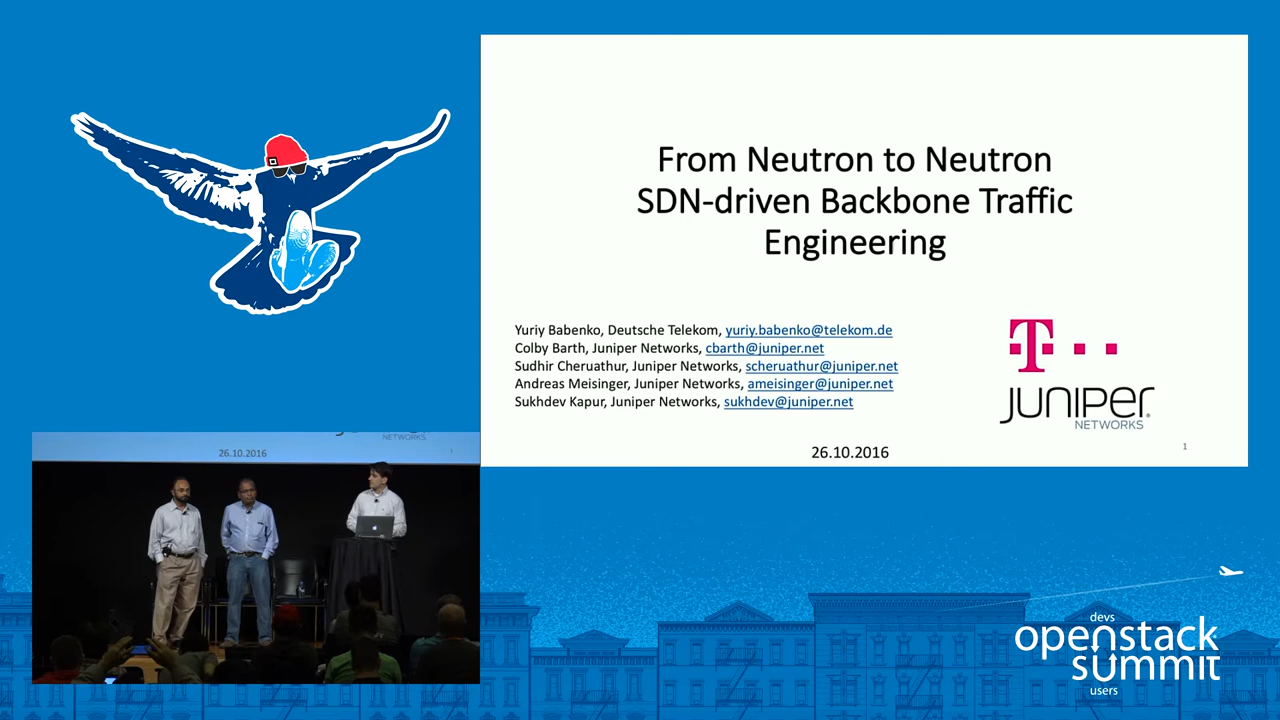 From Neutron to Neutron
SDN-driven Backbone Traffic
Engineering
Yuriy Babenko, Deutsche Telekom, yuriy.babenko@telekom.de
Colby Barth, Juniper Networks, cbarth@juniper.net
Sudhir Cheruathur, Juniper Networks, scheruathur@juniper.net
Andreas Meisinger, Juniper Networks, ameisinger@juniper.net
Sukhdev Kapur, Juniper Networks, sukhdev@juniper.net
T
JUNIPER
NETWORKS
26.10.2016
1
NETWORKS
26.10.2016
devs
openstack
summit
users